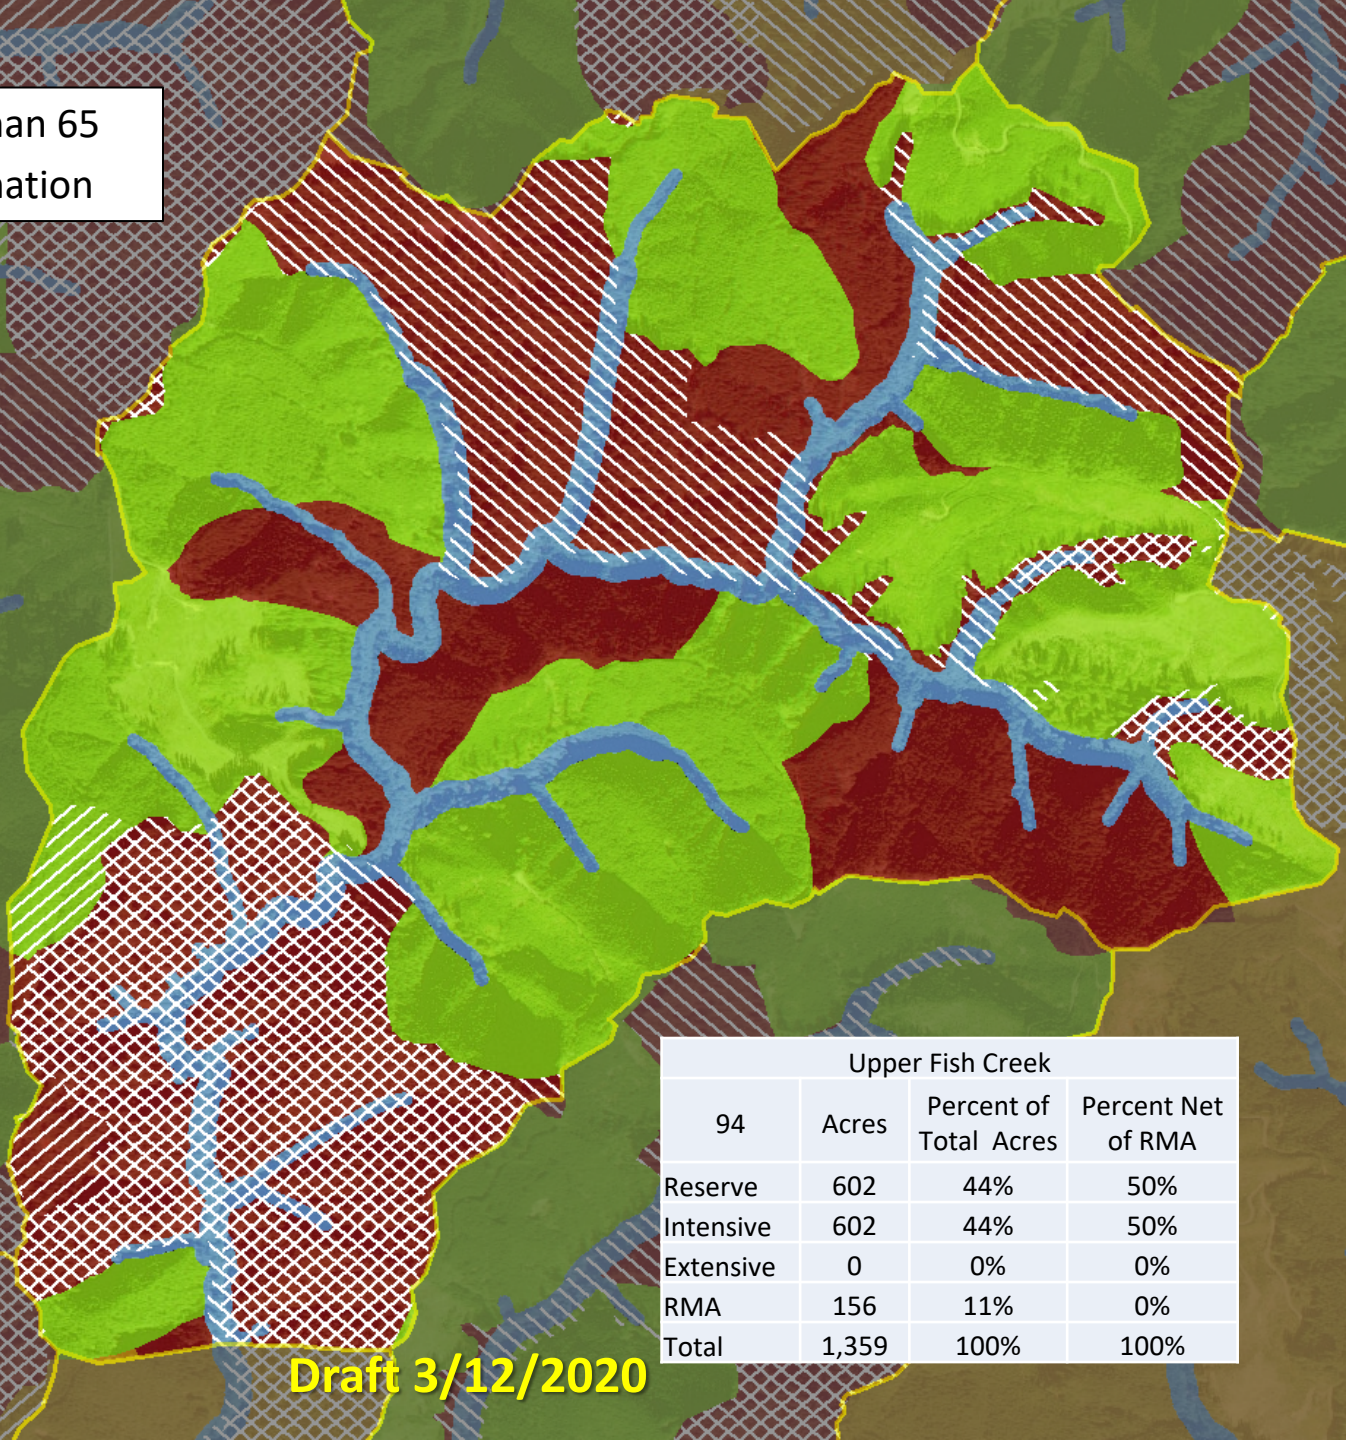 an 65
nation
Upper Fish Creek
94 Acres Percent of Total Acres Percent Net of RMA
Reserve 602 44% 50%
Intensive 602 44% 50%
Extensive 0 0% 0%
RMA 156 11% 0%
Total 1,359 100% 100%
Draft 3/12/2020